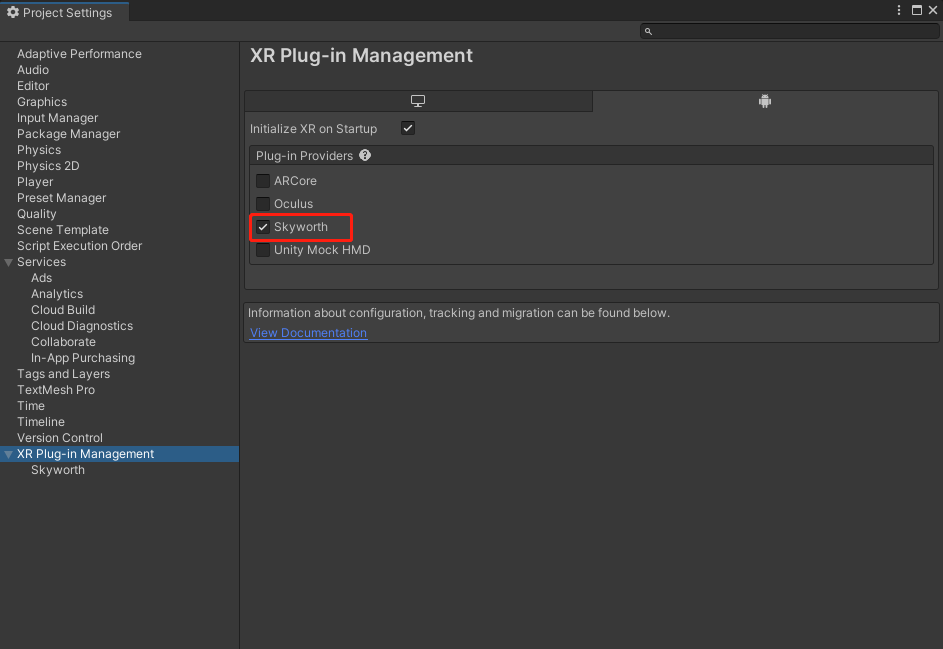 Project Settings
Adaptive Performance
Audio
Editor
Graphics
Input Manager
Package Manager
Physics
Physics 2D
Player
Preset Manager
Quality
Scene Template
Script Execution Order
Services
Ads
Analytics
Cloud Build
Cloud Diagnostics
Collaborate
In-App Purchasing
Tags and Layers
TextMesh Pro
Time
Timeline
Version Control
XR Plug-in Management
Skyworth
XR Plug-in Management
Initialize XR on Startup
Plug-in Providers
ARCore
Oculus
Skyworth
Unity Mock HMD
Information about configuration, tracking and migration can be found below.
View Documentation